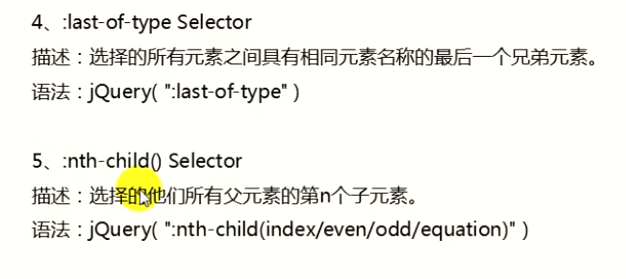 4、:last-of-type Selector
描述：选择的所有元素之间具有相同元素名称的最后一个兄弟元素。
语法：jQuery( ":last-of-type" )
5、:nth-child() Selector
描述：选择的他们所有父元素的第n个子元素。
语法：jQuery( ":nth-child(index/even/odd/equation)" )